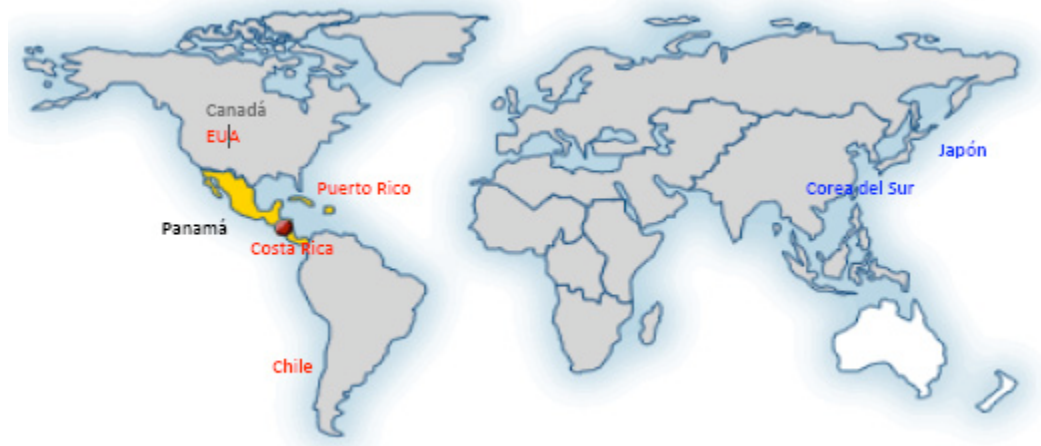 Canadá
EUA
Japón
Puerto Rico
Corea del Sur
Panamá
Costa Rica
Chile